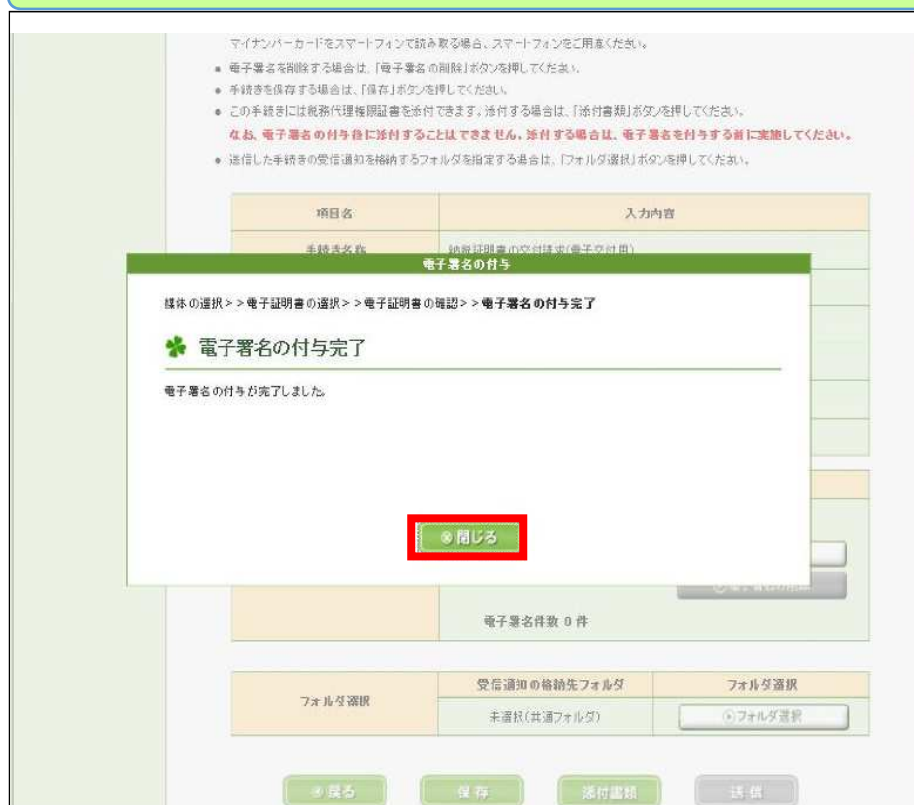 マイナンバーカードをスマートフォンで読み取る場合、スマートフォンをご用意ください。
● 電子署名を削除する場合は、「電子署名の削除」ボタンを押してください。
● 手続きを保存する場合は、「保存」ボタンを押してください。
● この手続きには税務代理権限証書を添付できます。添付する場合は、「添付書類」ボタンを押してください。
なお、電子署名の付与後に添付することはできません。添付する場合は、電子署名を付与する前に実施してください。
● 送信した手続きの受信通知を格納するフォルダを指定する場合は、「フォルダ選択」ボタンを押してください。
項目名 入力内容
手続き名称 納税証明書の交付請求(電子交付用)
電子署名の付与
媒体の選択>>電子証明書の選択>>電子証明書の確認>>電子署名の付与完了
電子署名の付与完了
電子署名の付与が完了しました。
閉じる
電子署名件数 0 件
フォルダ選択 受信通知の格納先フォルダ フォルダ選択
未選択(共通フォルダ) フォルダ選択
戻る 保存 添付書類 送信